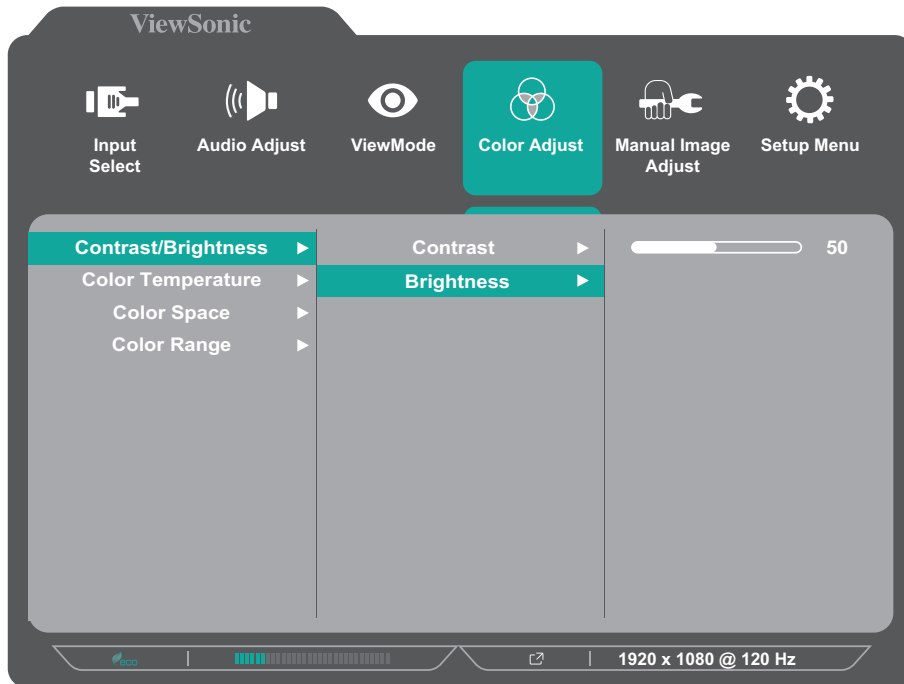 ViewSonic
Input Select
Audio Adjust
ViewMode
Color Adjust
Manual Image Adjust
Setup Menu
Contrast/Brightness
Contrast
50
Color Temperature
Brightness
Color Space
Color Range
eco
1920 x 1080 @ 120 Hz